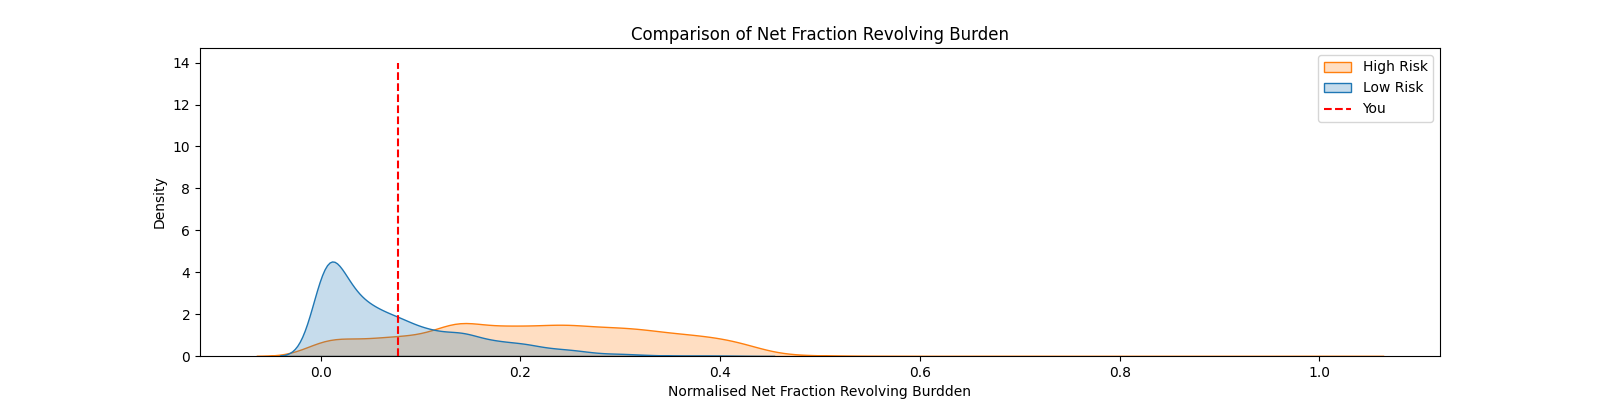 Comparison of Net Fraction Revolving Burden
14
12
10
8
6
4
2
0
Density
0.0 0.2 0.4 0.6 0.8 1.0
Normalised Net Fraction Revolving Burdden
High Risk
Low Risk
You